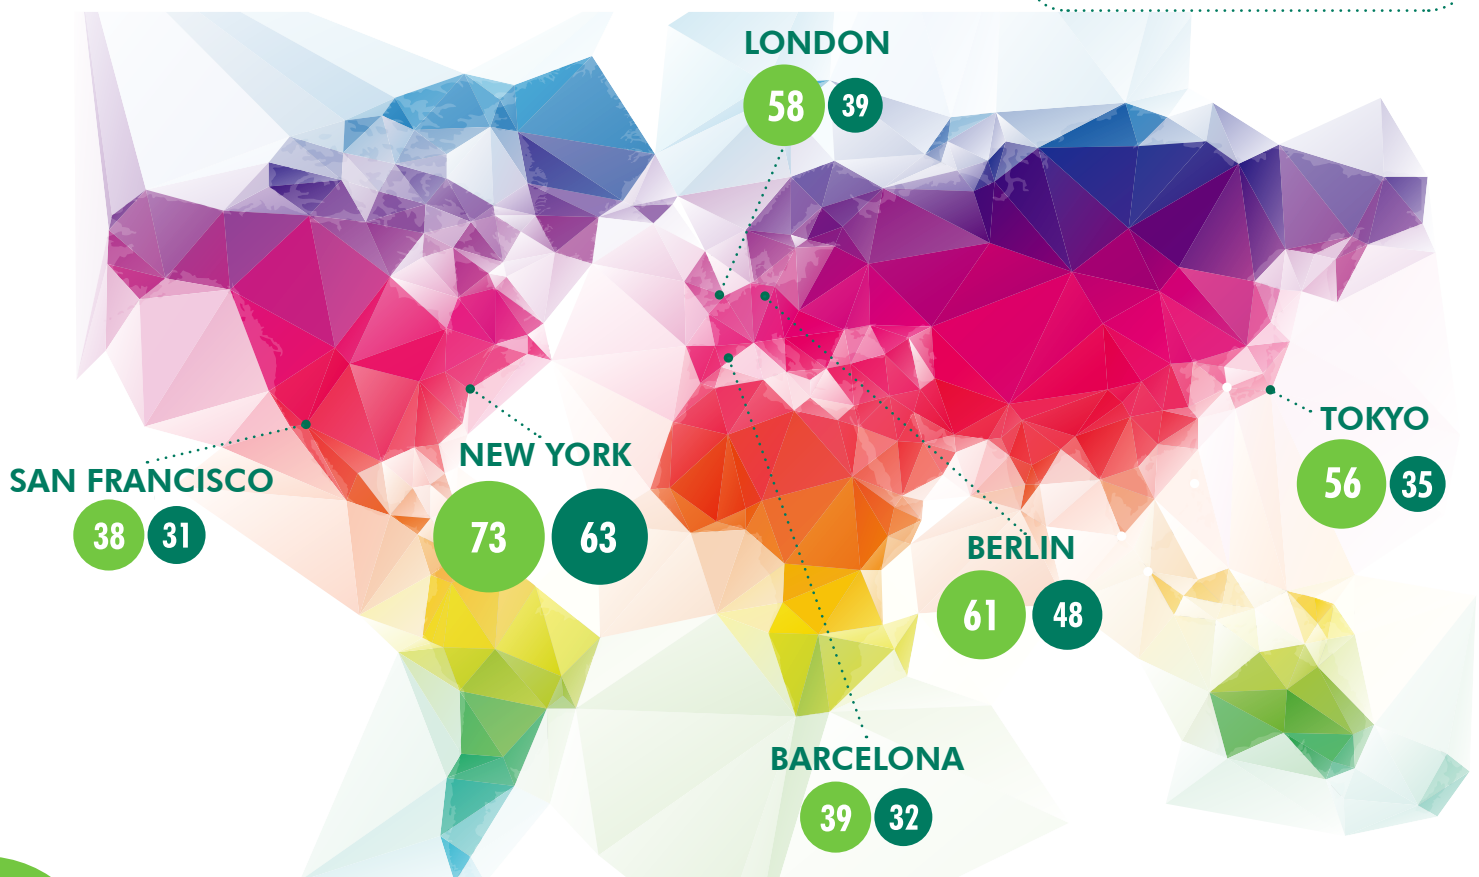 LONDON
58 39
TOKYO
56 35
NEW YORK
73 63
SAN FRANCISCO
38 31
BERLIN
61 48
BARCELONA
39 32